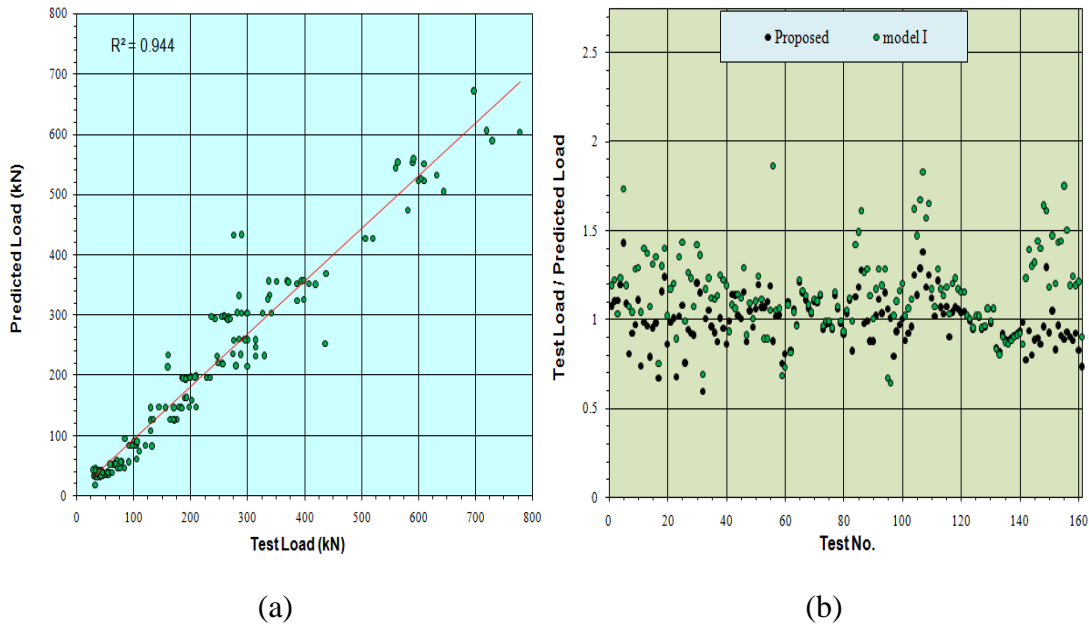 R² = 0.944
Predicted Load (kN)
800
700
600
500
400
300
200
100
0
0 100 200 300 400 500 600 700 800
Test Load (kN)
(a)
Proposed model I
Test Load / Predicted Load
2.5
2
1.5
1
0.5
0
0 20 40 60 80 100 120 140 160
Test No.
(b)